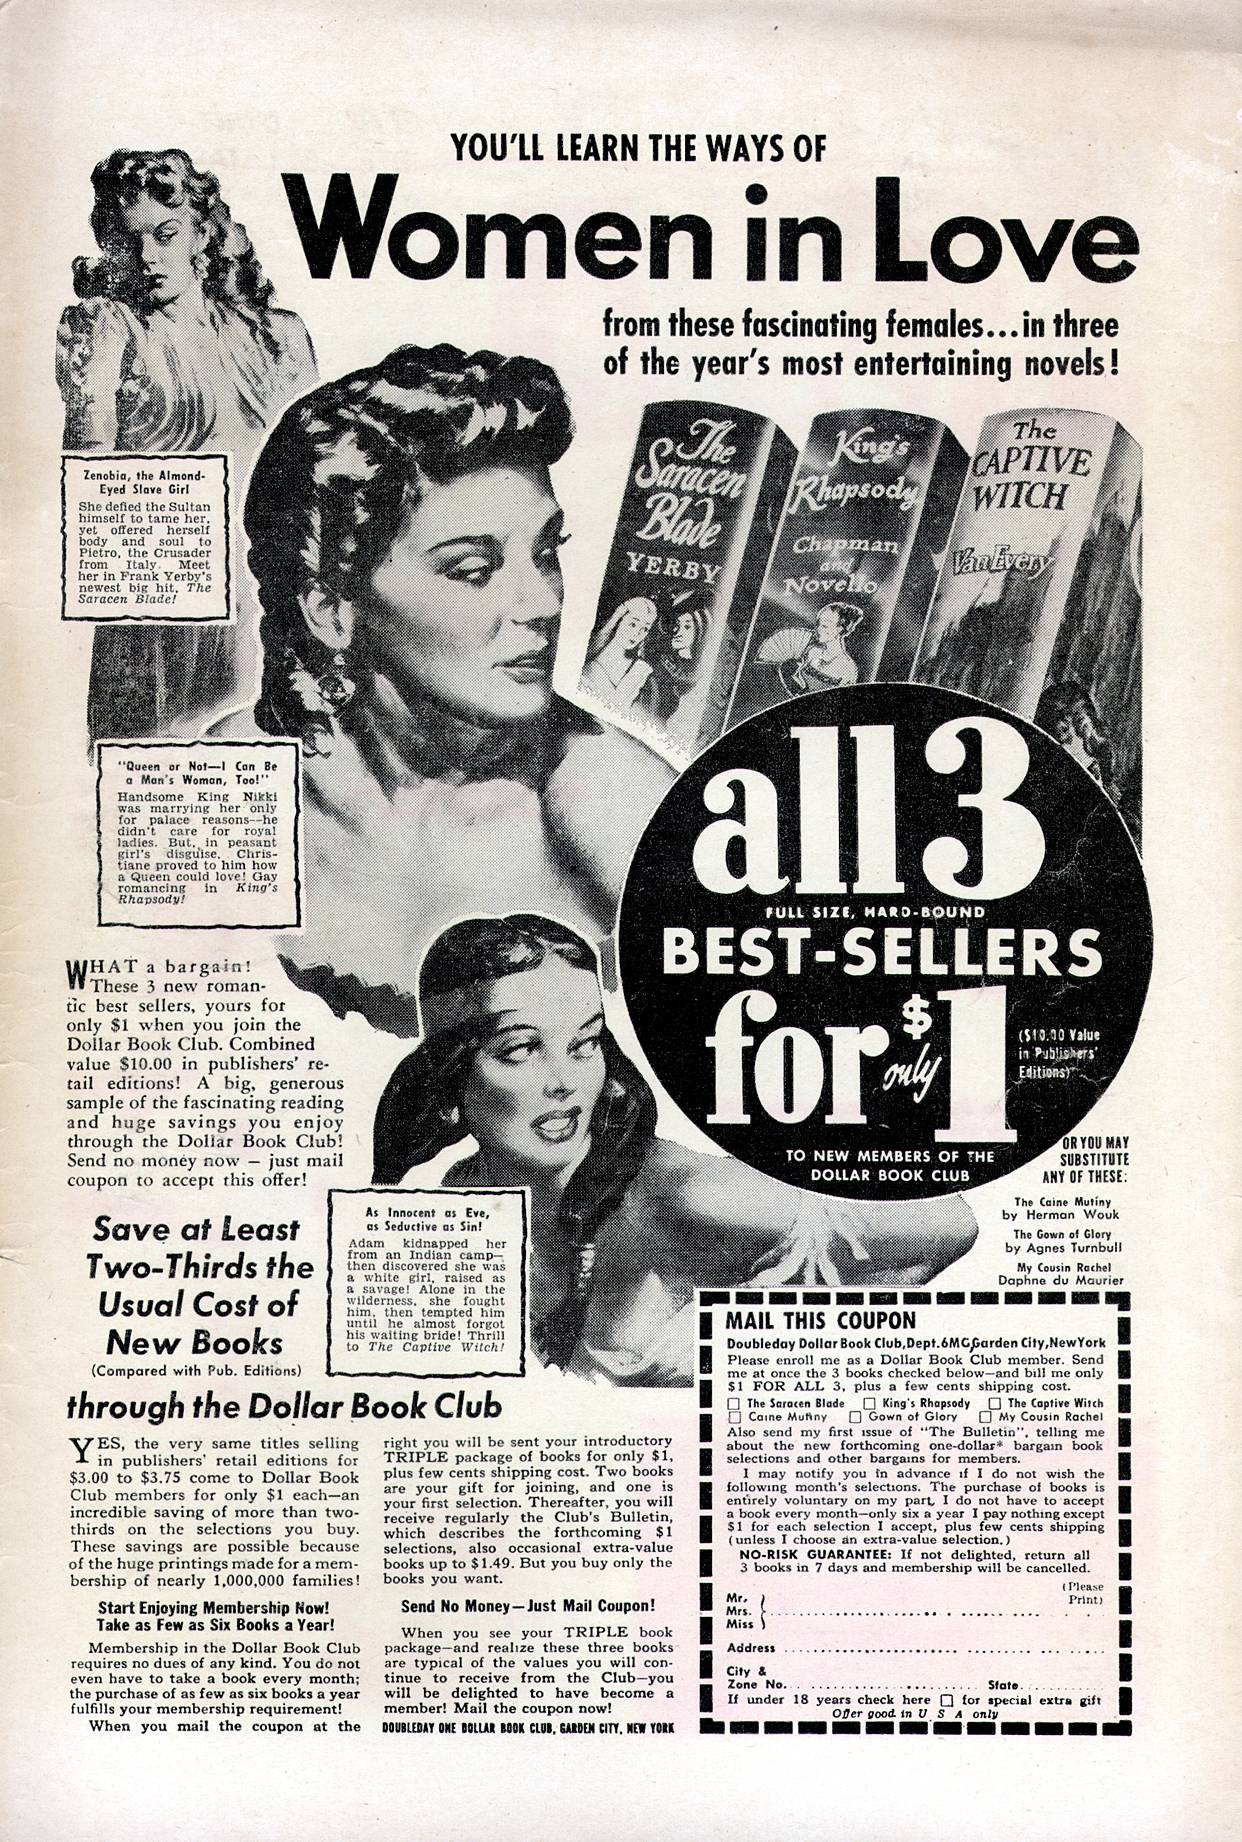 YOU'LL LEARN THE WAYS OF
Women in Love
from these fascinating females...in three
of the year's most entertaining novels!
The
Saracen
Blade
YERBY
King's
Rhapsody
Chapman
and
Novello
The
CAPTIVE
WITCH
Van Every
Zenobia, the Almond-
Eyed Slave Girl
She defied the Sultan
himself to tame her,
yet offered herself
body and soul to
Pietro, the Crusader
from Italy. Meet
her in Frank Yerby's
newest big hit, The
Saracen Blade!
"Queen or Not—I Can Be
a Man's Woman, Too!"
Handsome King Nikki
was marrying her only
for palace reasons--he
didn't care for royal
ladies. But, in peasant
girl's disguise, Chris-
tiane proved to him how
a Queen could love! Gay
romancing in King's
Rhapsody!
all 3
FULL SIZE, HARD-BOUND
BEST-SELLERS
for only $1
($10.00 Value
in Publishers'
Editions)
TO NEW MEMBERS OF THE
DOLLAR BOOK CLUB
OR YOU MAY
SUBSTITUTE
ANY OF THESE:
The Caine Mutiny
by Herman Wouk
The Gown of Glory
by Agnes Turnbull
My Cousin Rachel
Daphne du Maurier
WHAT a bargain!
These 3 new roman-
tic best sellers, yours for
only $1 when you join the
Dollar Book Club. Combined
value $10.00 in publishers' re-
tail editions! A big, generous
sample of the fascinating reading
and huge savings you enjoy
through the Dollar Book Club!
Send no money now — just mail
coupon to accept this offer!
As Innocent as Eve,
as Seductive as Sin!
Adam kidnapped her
from an Indian camp—
then discovered she was
a white girl, raised as
a savage! Alone in the
wilderness, she fought
him, then tempted him
until he almost forgot
his waiting bride! Thrill
to The Captive Witch!
Save at Least
Two-Thirds the
Usual Cost of
New Books
(Compared with Pub. Editions)
through the Dollar Book Club
YES, the very same titles selling
in publishers' retail editions for
$3.00 to $3.75 come to Dollar Book
Club members for only $1 each—an
incredible saving of more than two-
thirds on the selections you buy.
These savings are possible because
of the huge printings made for a mem-
bership of nearly 1,000,000 families!
Start Enjoying Membership Now!
Take as Few as Six Books a Year!
Membership in the Dollar Book Club
requires no dues of any kind. You do not
even have to take a book every month;
the purchase of as few as six books a year
fulfills your membership requirement!
When you mail the coupon at the
right you will be sent your introductory
TRIPLE package of books for only $1,
plus few cents shipping cost. Two books
are your gift for joining, and one is
your first selection. Thereafter, you will
receive regularly the Club's Bulletin,
which describes the forthcoming $1
selections, also occasional extra-value
books up to $1.49. But you buy only the
books you want.
Send No Money—Just Mail Coupon!
When you see your TRIPLE book
package—and realize these three books
are typical of the values you will con-
tinue to receive from the Club—you
will be delighted to have become a
member! Mail the coupon now!
DOUBLEDAY ONE DOLLAR BOOK CLUB, GARDEN CITY, NEW YORK
MAIL THIS COUPON
Doubleday Dollar Book Club, Dept. 6MG, Garden City, New York
Please enroll me as a Dollar Book Club member. Send
me at once the 3 books checked below—and bill me only
$1 FOR ALL 3, plus a few cents shipping cost.
☐ The Saracen Blade ☐ King's Rhapsody ☐ The Captive Witch
☐ Caine Mutiny ☐ Gown of Glory ☐ My Cousin Rachel
Also send my first issue of "The Bulletin", telling me
about the new forthcoming one-dollar* bargain book
selections and other bargains for members.
I may notify you in advance if I do not wish the
following month's selections. The purchase of books is
entirely voluntary on my part. I do not have to accept
a book every month—only six a year I pay nothing except
$1 for each selection I accept, plus few cents shipping
(unless I choose an extra-value selection.)
NO-RISK GUARANTEE: If not delighted, return all
3 books in 7 days and membership will be cancelled.
(Please
Print)
Mr.
Mrs.
Miss
Address
City &
Zone No. State
If under 18 years check here ☐ for special extra gift
Offer good in U S A only